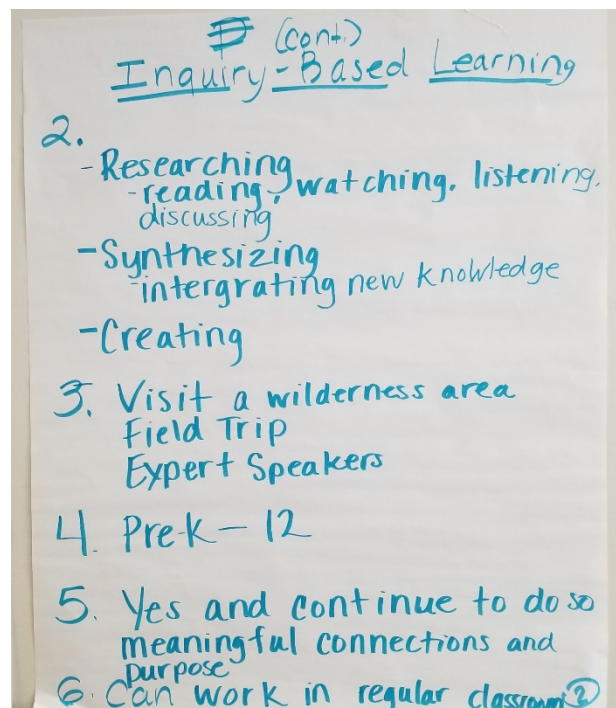 (cont.)
Inquiry-Based Learning
2.
- Researching
- reading, watching, listening,
discussing
- Synthesizing
- intergrating new knowledge
- Creating
3. Visit a wilderness area
Field Trip
Expert Speakers
4. Pre-K - 12
5. Yes and continue to do so
meaningful connections and
purpose
6. Can work in regular classroom 2